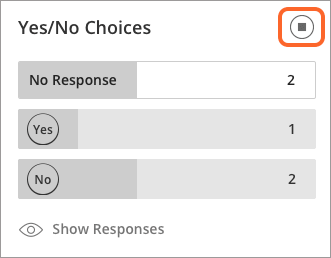 Yes/No Choices
No Response 2
Yes 1
No 2
Show Responses